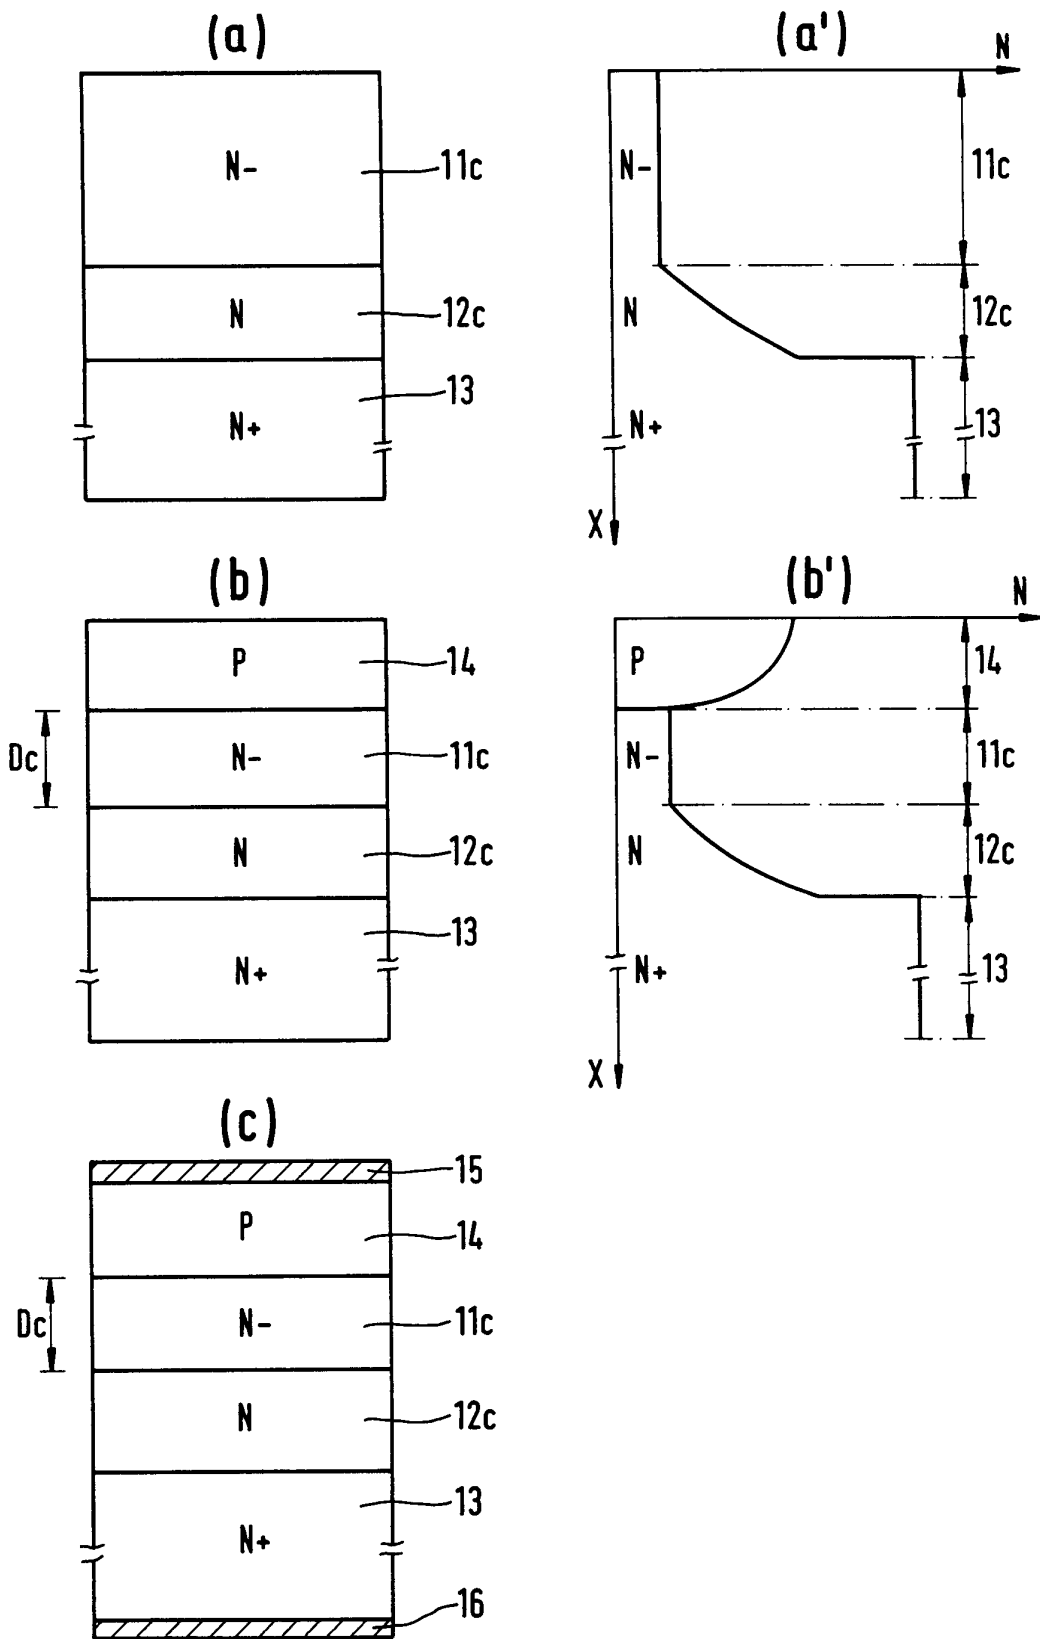 (a)
N-
11c
N
12c
13
N+
(a')
N
N-
11c
N
12c
N+
13
X
(b)
P
14
Dc
N-
11c
N
12c
13
N+
(b')
N
P
14
N-
11c
N
12c
N+
13
X
(c)
15
P
14
Dc
N-
11c
N
12c
13
N+
16